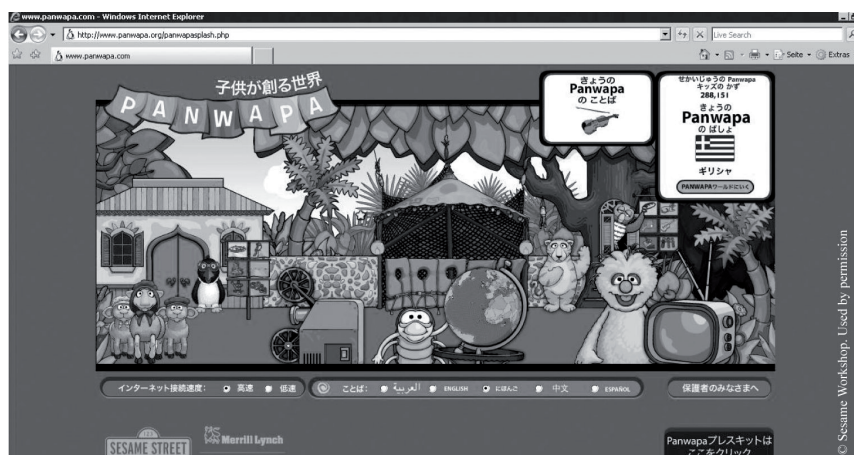 www.panwapa.com - Windows Internet Explorer
http://www.panwapa.org/panwapasplash.php
Live Search
www.panwapa.com
Seite
Extras
子供が創る世界
PANWAPA
きょうの
Panwapa
の ことば
せかいじゅうの Panwapa
キッズの かず
288,151
きょうの
Panwapa
の ばしょ
ギリシャ
PANWAPAワールドにいく
インターネット接続速度: 高速 低速
ことば: العربية ENGLISH にほんご 中文 ESPAÑOL
保護者のみなさまへ
SESAME STREET
Merrill Lynch
Panwapaプレスキットは
ここをクリック
© Sesame Workshop. Used by permission